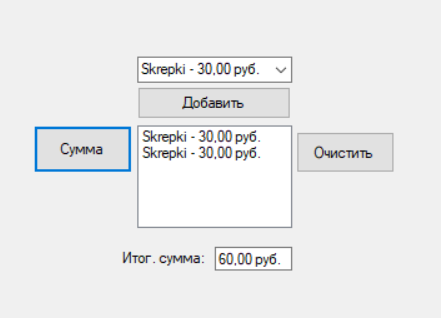 Skrepki - 30,00 руб.
Добавить
Сумма
Skrepki - 30,00 руб.
Skrepki - 30,00 руб.
Очистить
Итог. сумма: 60,00 руб.